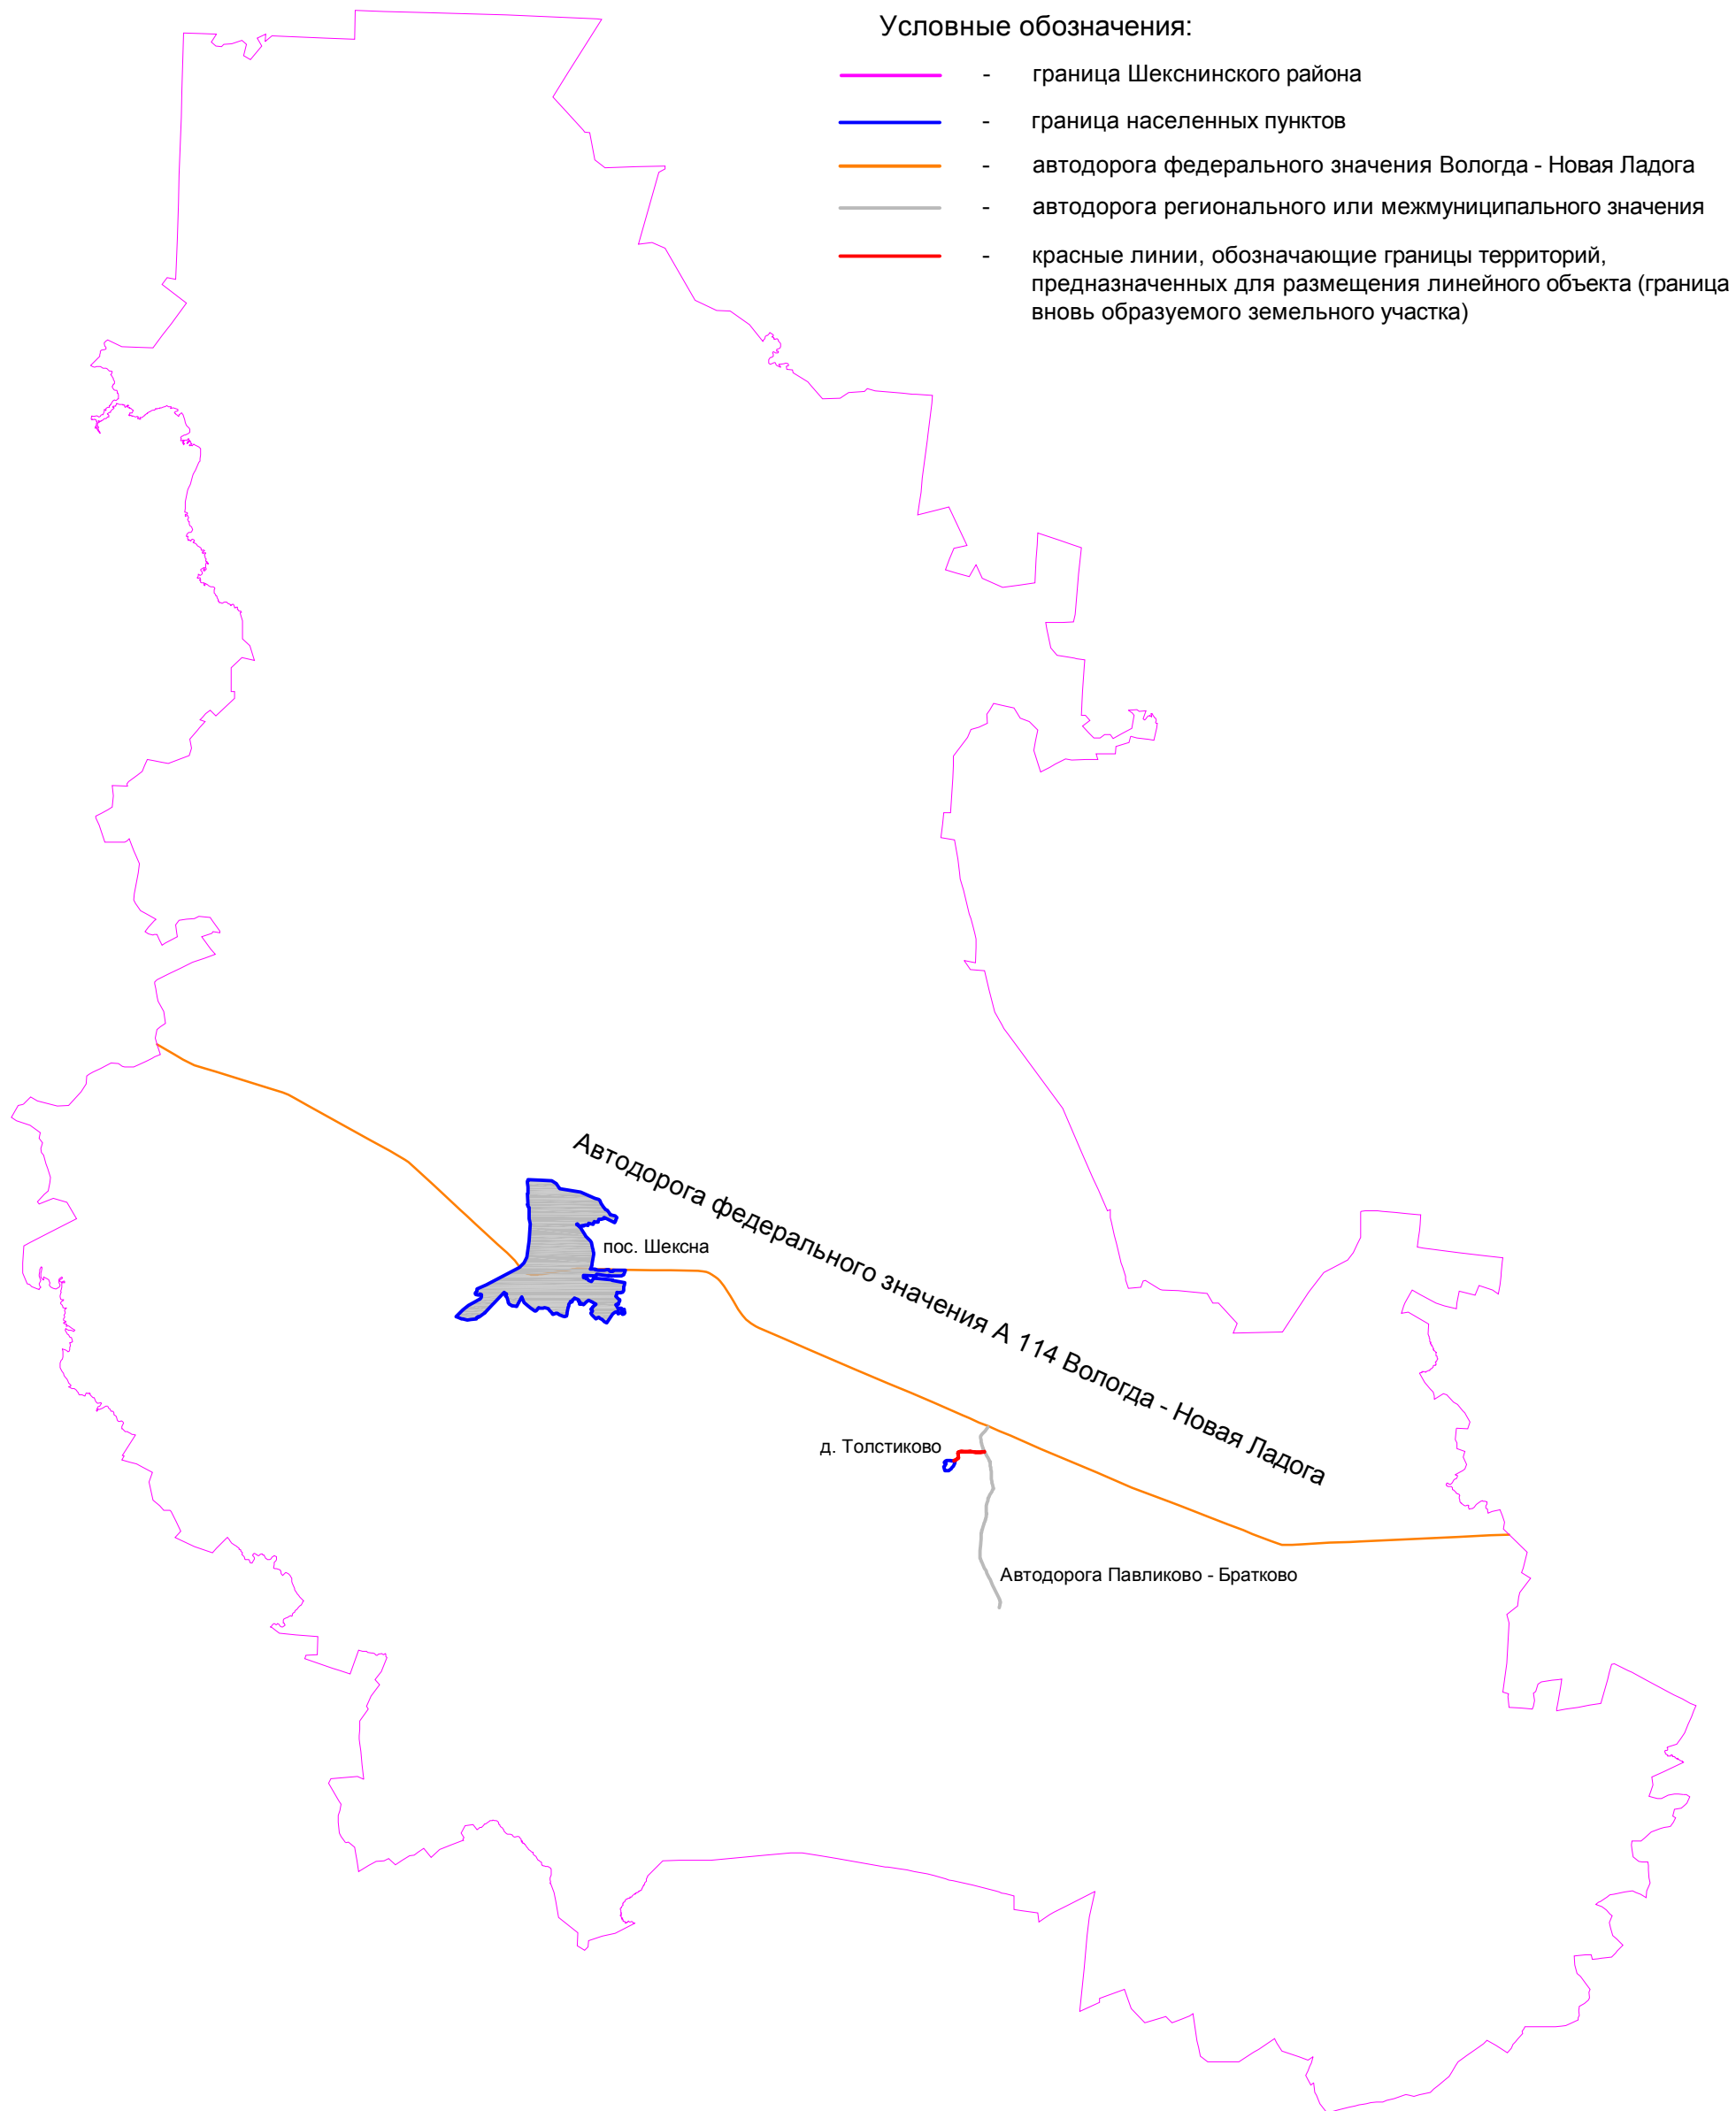 Условные обозначения:
- граница Шекснинского района
- граница населенных пунктов
- автодорога федерального значения Вологда - Новая Ладога
- автодорога регионального или межмуниципального значения
- красные линии, обозначающие границы территорий,
предназначенных для размещения линейного объекта (граница
вновь образуемого земельного участка)
Автодорога федерального значения А 114 Вологда - Новая Ладога
пос. Шексна
д. Толстиково
Автодорога Павликово - Братково